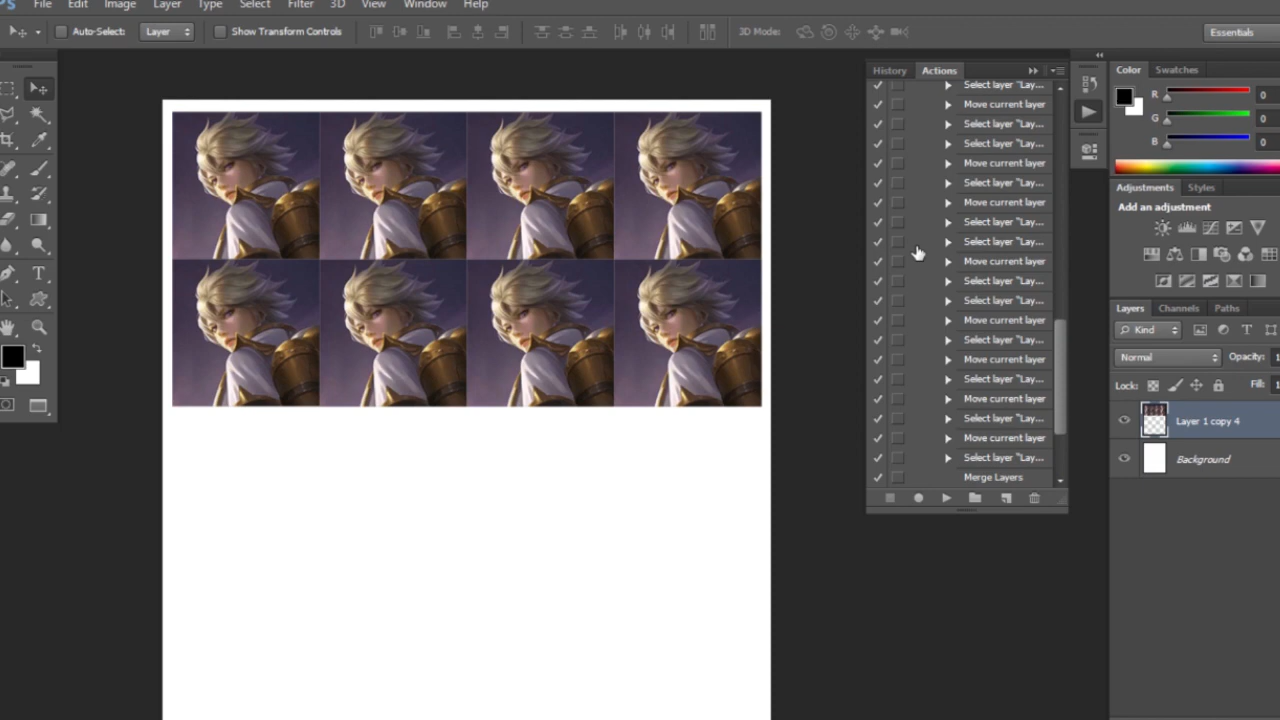 PS File Edit Image Layer Type Select Filter 3D View Window Help
Auto-Select: Layer Show Transform Controls 3D Mode: Essentials
History Actions
Select layer "Lay...
Move current layer
Select layer "Lay...
Select layer "Lay...
Move current layer
Select layer "Lay...
Move current layer
Select layer "Lay...
Select layer "Lay...
Move current layer
Select layer "Lay...
Select layer "Lay...
Move current layer
Select layer "Lay...
Move current layer
Select layer "Lay...
Move current layer
Select layer "Lay...
Move current layer
Select layer "Lay...
Merge Layers
Color Swatches
R 0
G 0
B 0
Adjustments Styles
Add an adjustment
Layers Channels Paths
Kind
Normal Opacity: 1
Lock: Fill: 1
Layer 1 copy 4
Background